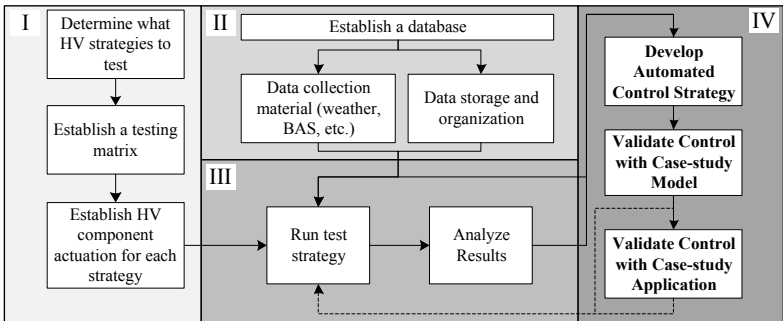 I
Determine what
HV strategies to
test
Establish a testing
matrix
Establish HV
component
actuation for each
strategy
II
Establish a database
Data collection
material (weather,
BAS, etc.)
Data storage and
organization
III
Run test
strategy
Analyze
Results
IV
Develop
Automated
Control Strategy
Validate Control
with Case-study
Model
Validate Control
with Case-study
Application